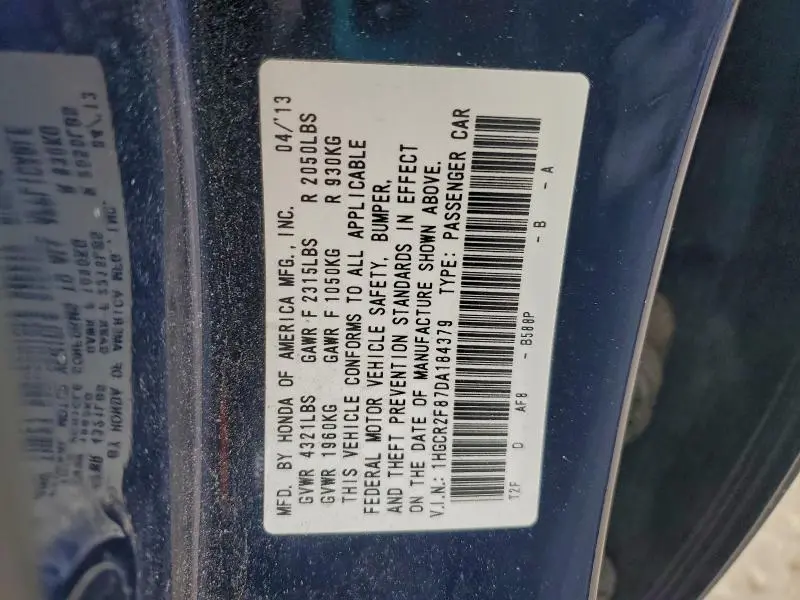 MFD. BY HONDA OF AMERICA MFG., INC. 04/'13
GVWR 4321LBS GAWR F 2315LBS R 2050LBS
GVWR 1960KG GAWR F 1050KG R 930KG
THIS VEHICLE CONFORMS TO ALL APPLICABLE
FEDERAL MOTOR VEHICLE SAFETY, BUMPER,
AND THEFT PREVENTION STANDARDS IN EFFECT
ON THE DATE OF MANUFACTURE SHOWN ABOVE.
V.I.N.: 1HGCR2F87DA184379 TYPE: PASSENGER CAR
T2F D AF8 - B588P - B - A